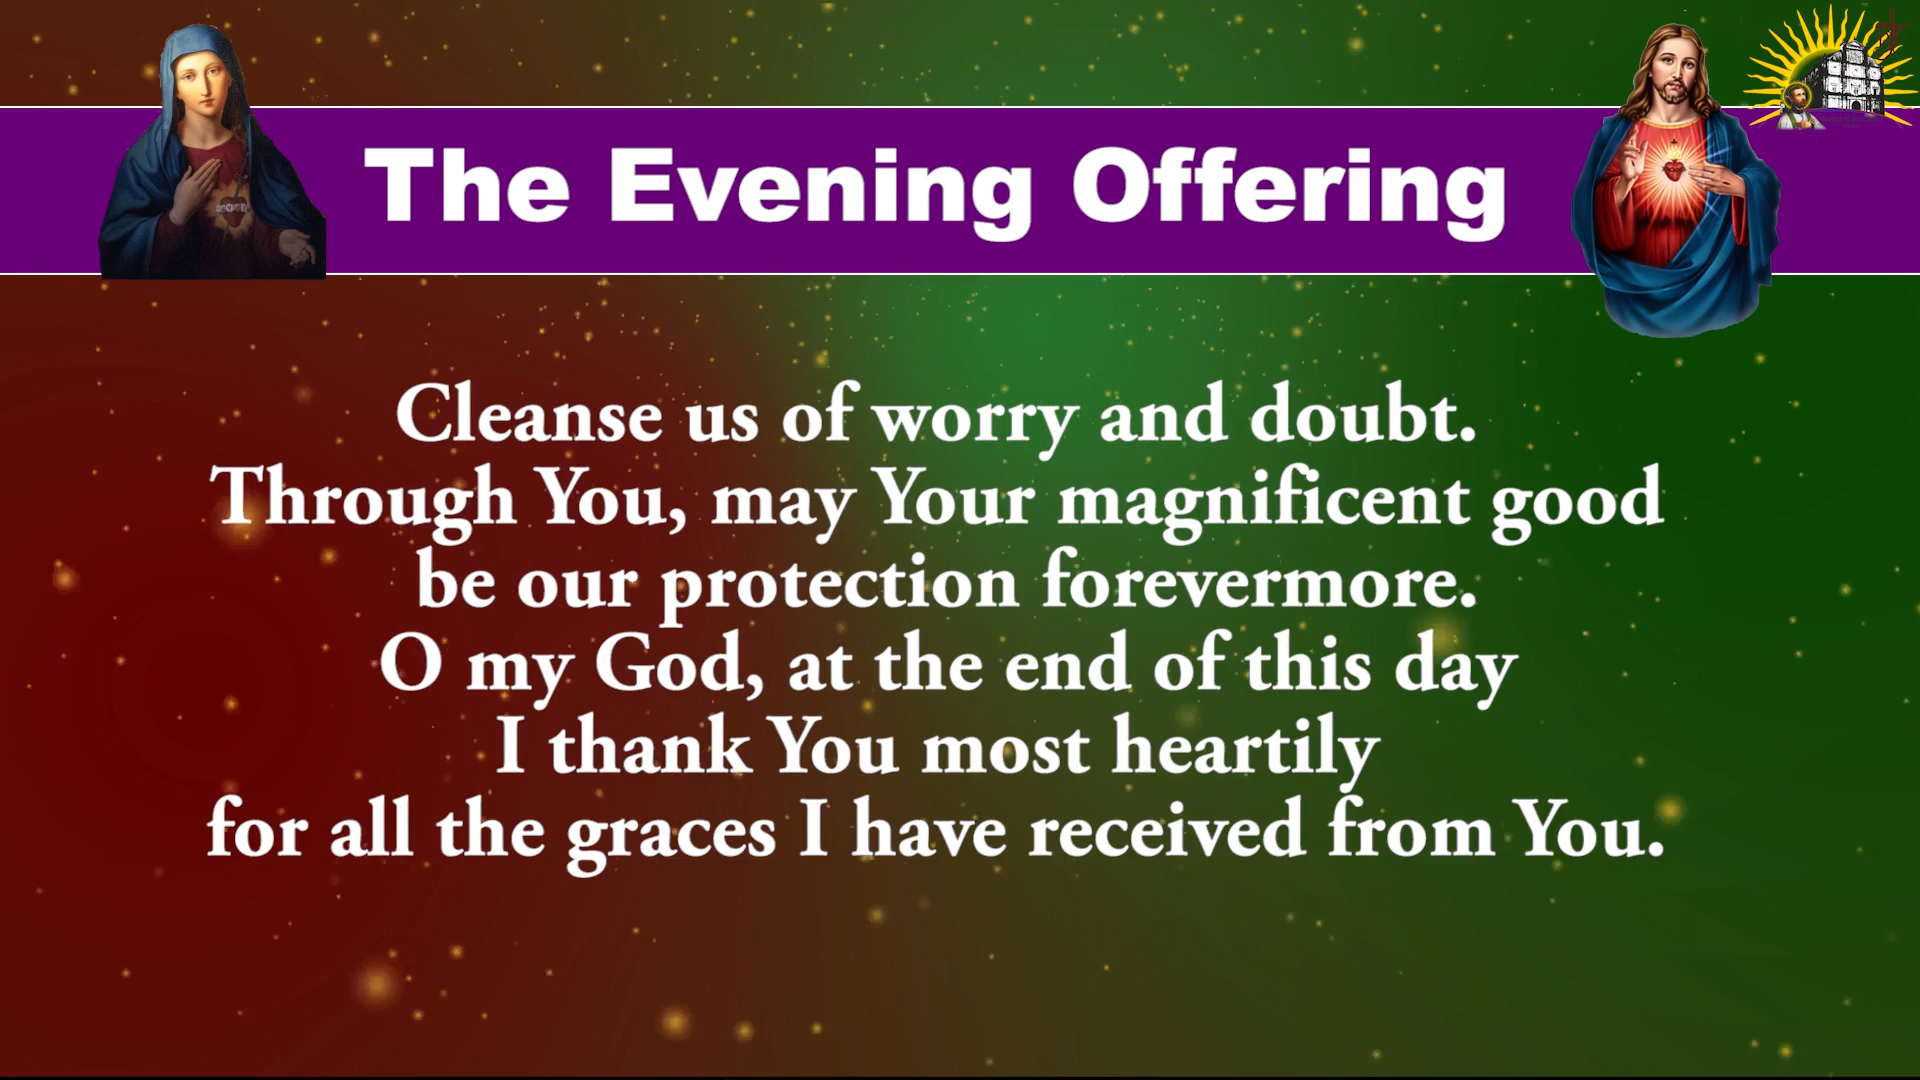 The Evening Offering
Cleanse us of worry and doubt.
Through You, may Your magnificent good
be our protection forevermore.
O my God, at the end of this day
I thank You most heartily
for all the graces I have received from You.